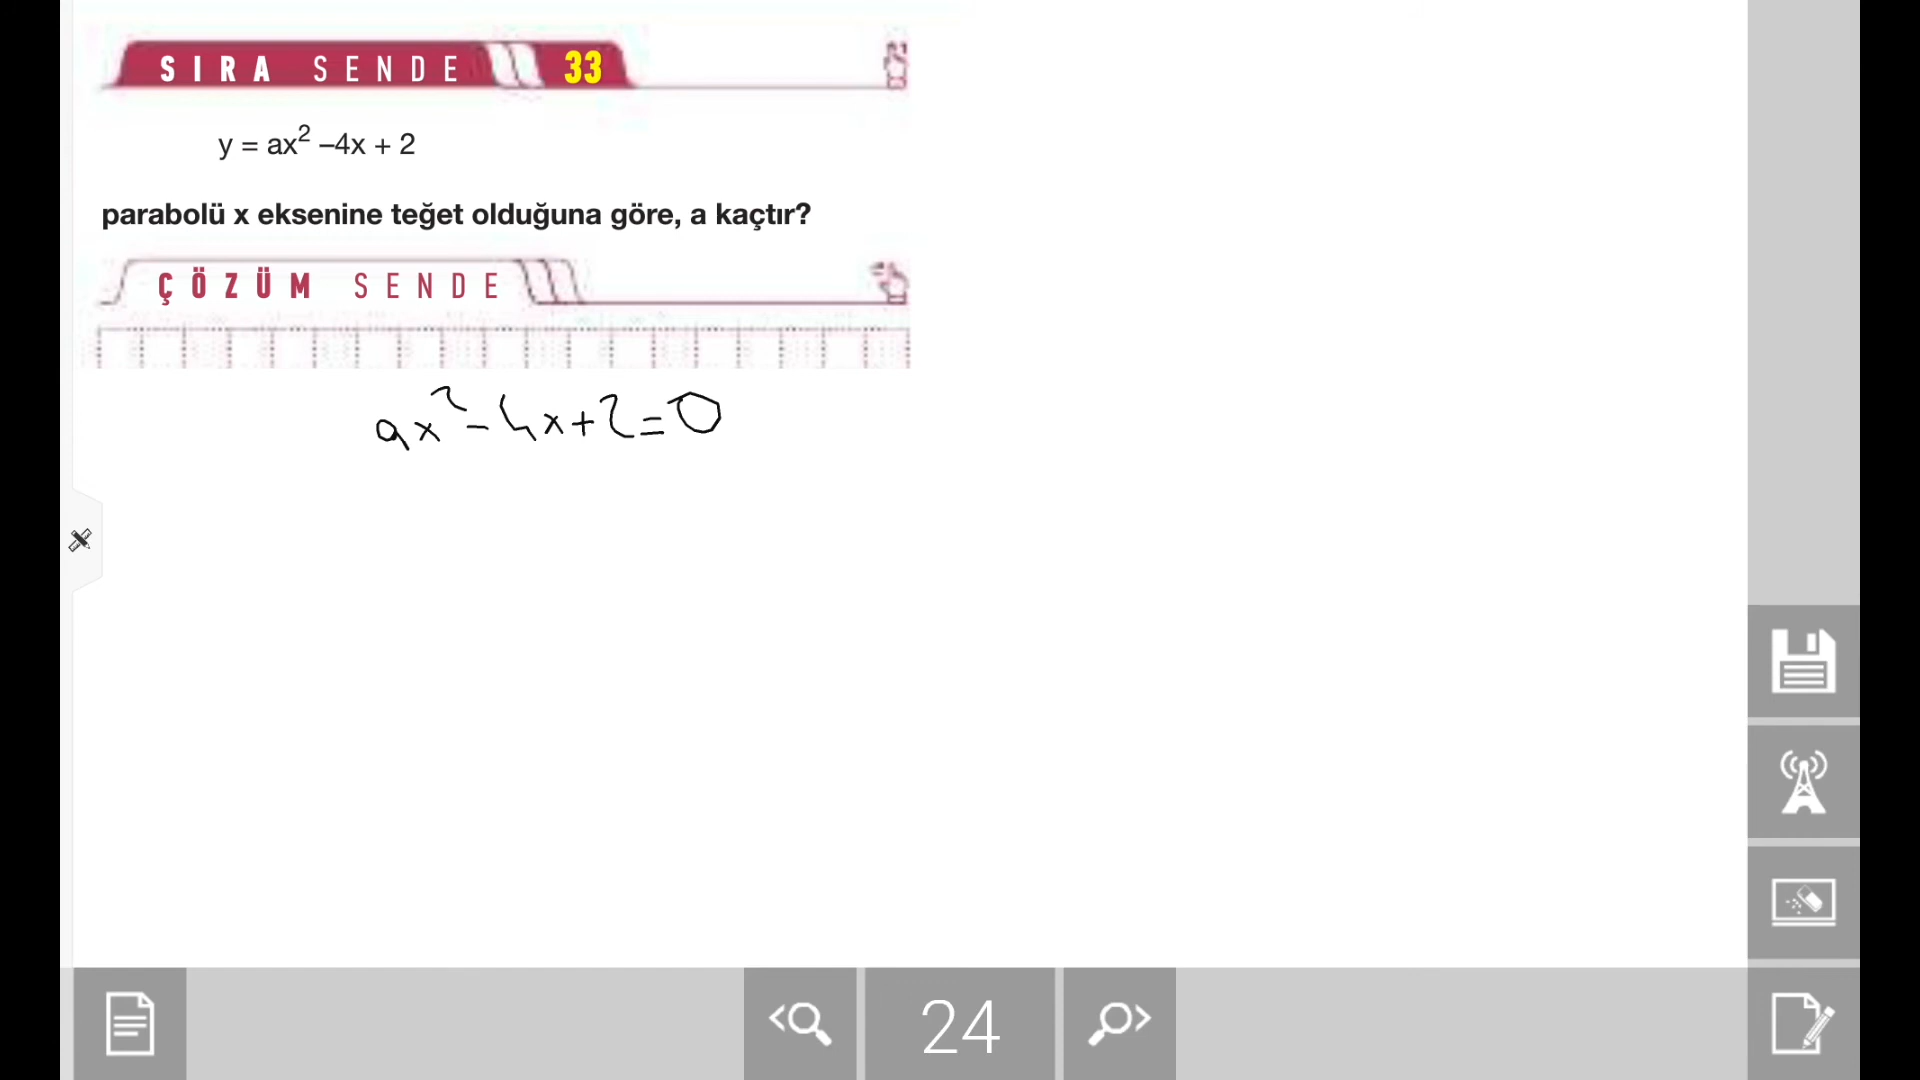 SIRA SENDE 33
y = ax² –4x + 2
parabolü x eksenine teğet olduğuna göre, a kaçtır?
ÇÖZÜM SENDE
ax² - 4x + 2 = 0
24